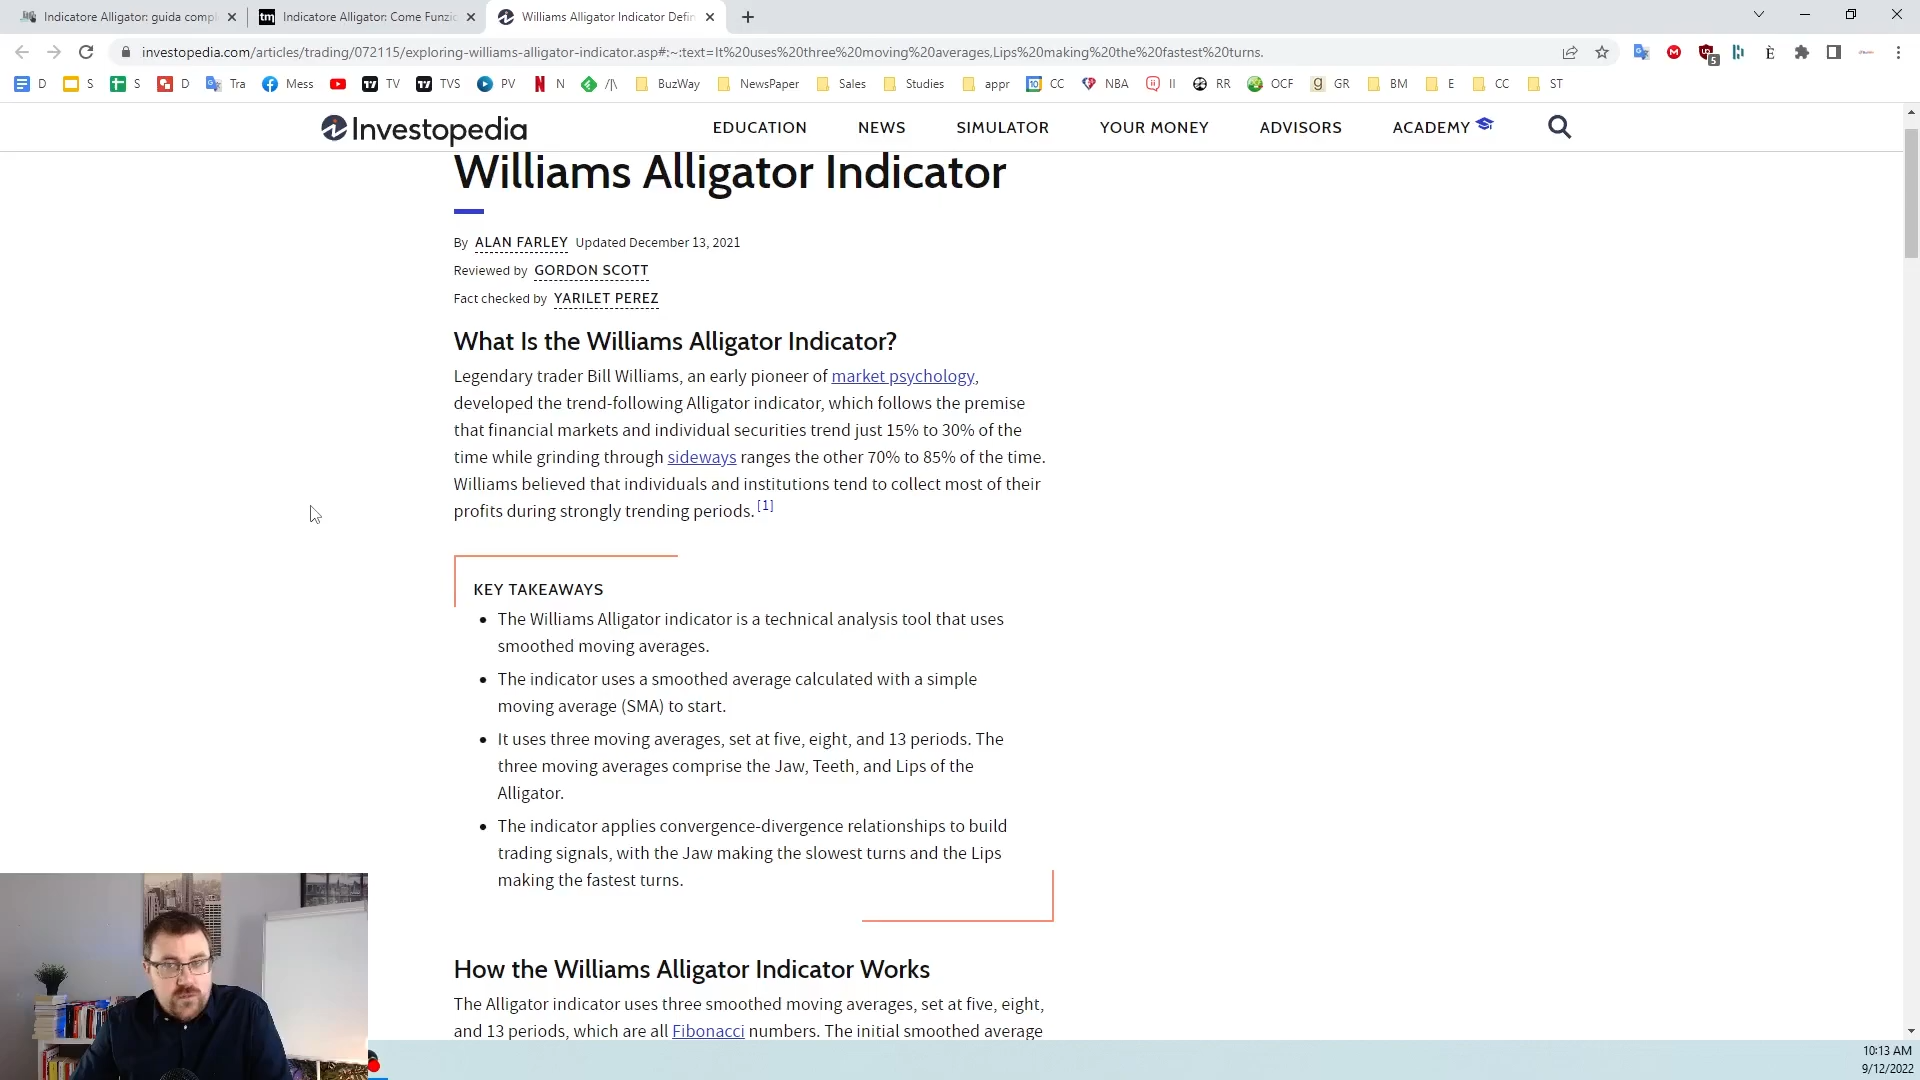 Indicatore Alligator: guida compl
Indicatore Alligator: Come Funzic
Williams Alligator Indicator Defin
investopedia.com/articles/trading/072115/exploring-williams-alligator-indicator.asp#:~:text=It%20uses%20three%20moving%20averages,Lips%20making%20the%20fastest%20turns.
D S S D Tra Mess TV TVS PV N /|\ BuzWay NewsPaper Sales Studies appr CC NBA II RR OCF GR BM E CC ST
Investopedia
EDUCATION NEWS SIMULATOR YOUR MONEY ADVISORS ACADEMY
Williams Alligator Indicator
By ALAN FARLEY Updated December 13, 2021
Reviewed by GORDON SCOTT
Fact checked by YARILET PEREZ
What Is the Williams Alligator Indicator?
Legendary trader Bill Williams, an early pioneer of market psychology,
developed the trend-following Alligator indicator, which follows the premise
that financial markets and individual securities trend just 15% to 30% of the
time while grinding through sideways ranges the other 70% to 85% of the time.
Williams believed that individuals and institutions tend to collect most of their
profits during strongly trending periods. [1]
KEY TAKEAWAYS
• The Williams Alligator indicator is a technical analysis tool that uses
smoothed moving averages.
• The indicator uses a smoothed average calculated with a simple
moving average (SMA) to start.
• It uses three moving averages, set at five, eight, and 13 periods. The
three moving averages comprise the Jaw, Teeth, and Lips of the
Alligator.
• The indicator applies convergence-divergence relationships to build
trading signals, with the Jaw making the slowest turns and the Lips
making the fastest turns.
How the Williams Alligator Indicator Works
The Alligator indicator uses three smoothed moving averages, set at five, eight,
and 13 periods, which are all Fibonacci numbers. The initial smoothed average
10:13 AM
9/12/2022